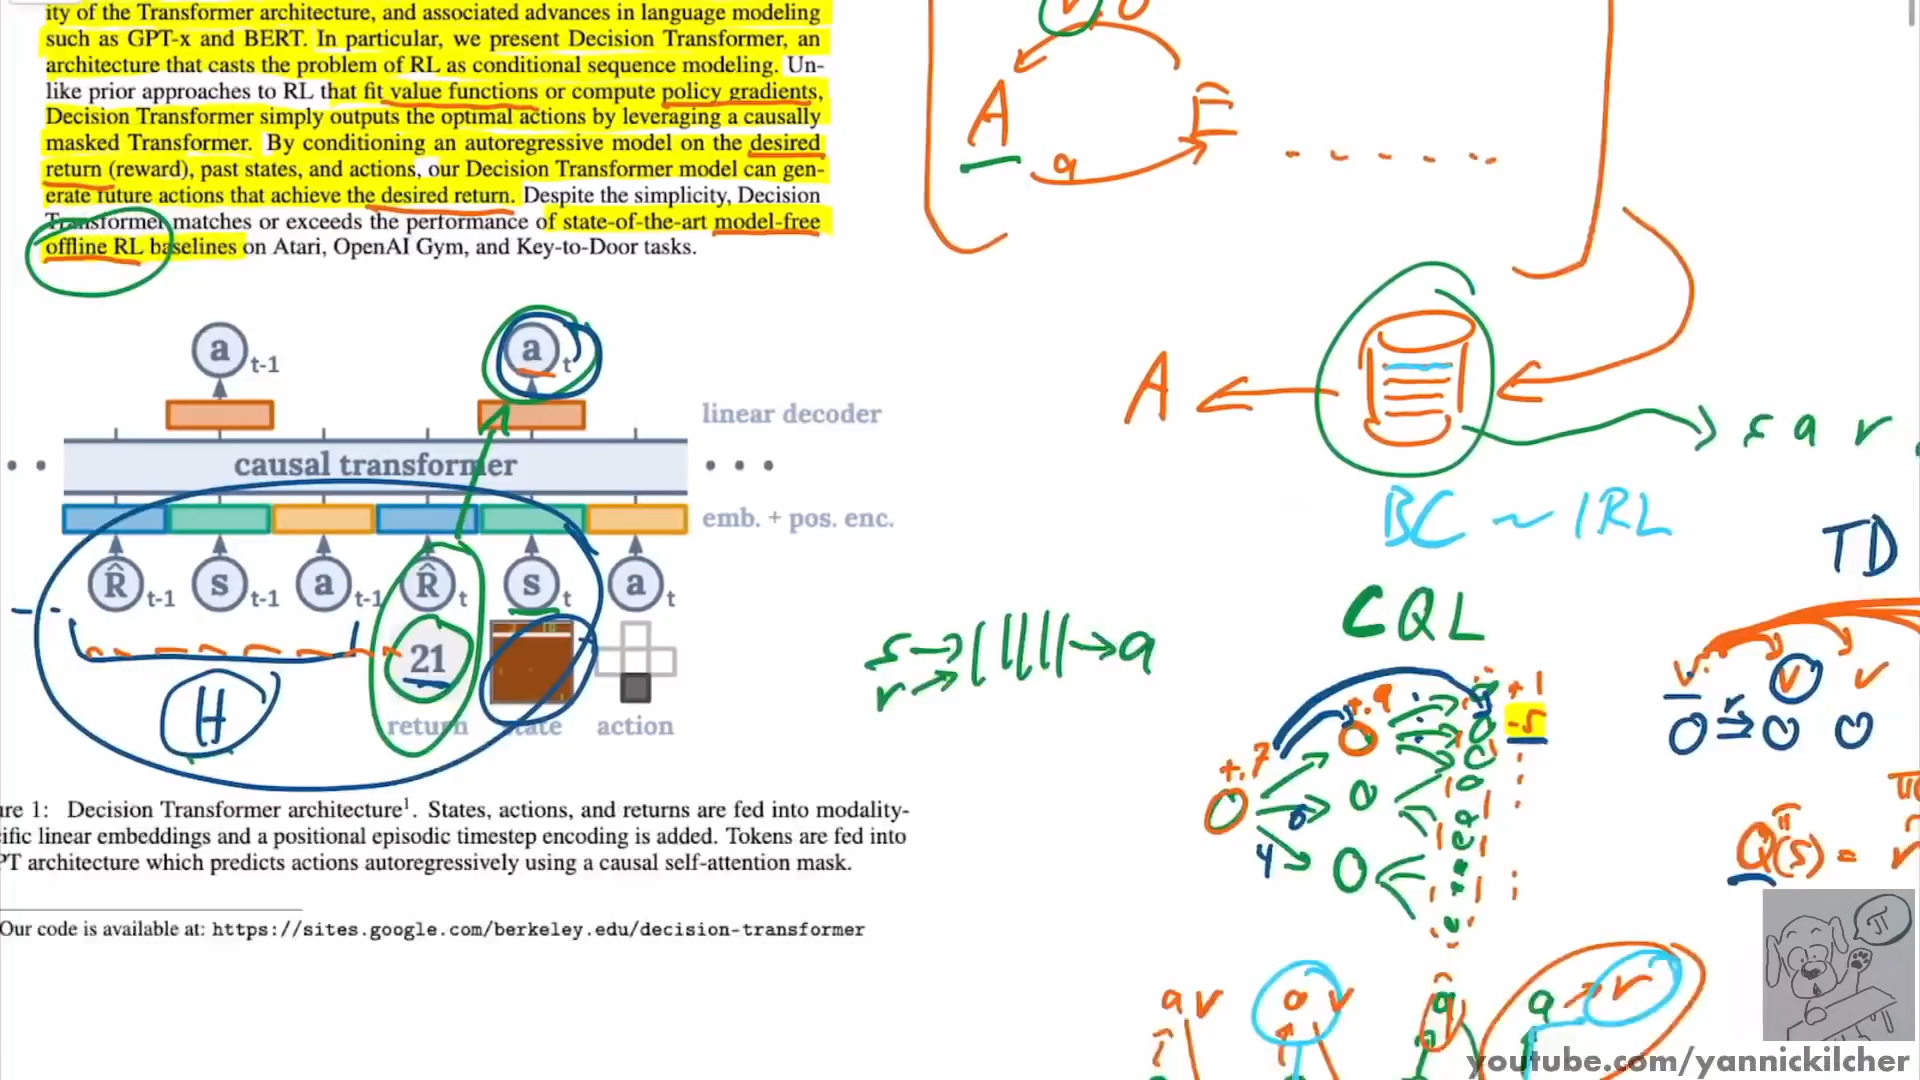 ity of the Transformer architecture, and associated advances in language modeling
such as GPT-x and BERT. In particular, we present Decision Transformer, an
architecture that casts the problem of RL as conditional sequence modeling. Un-
like prior approaches to RL that fit value functions or compute policy gradients,
Decision Transformer simply outputs the optimal actions by leveraging a causally
masked Transformer. By conditioning an autoregressive model on the desired
return (reward), past states, and actions, our Decision Transformer model can gen-
erate future actions that achieve the desired return. Despite the simplicity, Decision
Transformer matches or exceeds the performance of state-of-the-art model-free
offline RL baselines on Atari, OpenAI Gym, and Key-to-Door tasks.
a t-1
a t
linear decoder
causal transformer
emb. + pos. enc.
R̂ t-1 s t-1 a t-1 R̂ t s t a t
21
return state action
H
ure 1: Decision Transformer architecture¹. States, actions, and returns are fed into modality-
ific linear embeddings and a positional episodic timestep encoding is added. Tokens are fed into
PT architecture which predicts actions autoregressively using a causal self-attention mask.
Our code is available at: https://sites.google.com/berkeley.edu/decision-transformer
A
E
a
A
s a r
BC ~ IRL
TD
CQL
s
r
a
+.7
+.9
+1
-5
4
v v v
r
Q^π(s) = r
a v
a v
a
a → r
π
youtube.com/yannickilcher